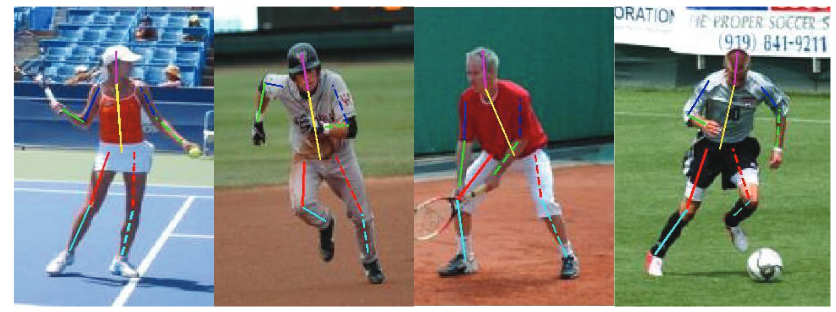 ORATION
THE PROPER SOCCER S
(919) 841-9211